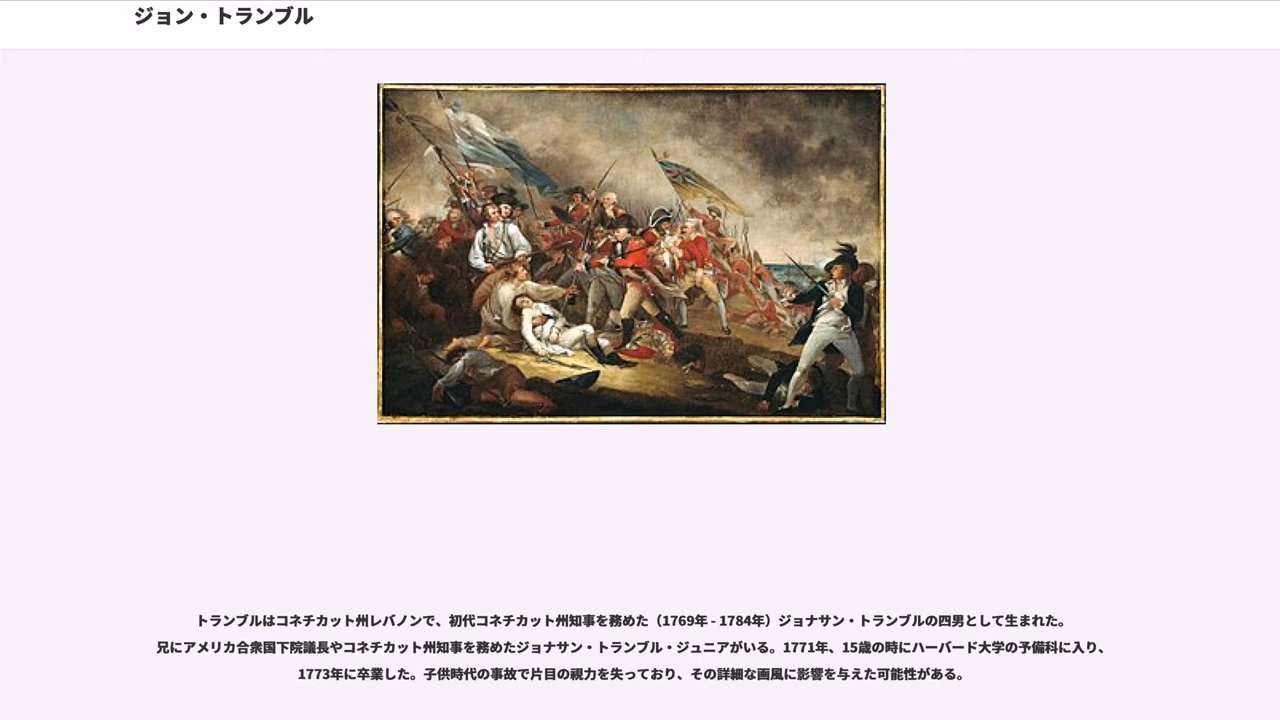 ジョン・トランブル
トランブルはコネチカット州レバノンで、初代コネチカット州知事を務めた（1769年 - 1784年）ジョナサン・トランブルの四男として生まれた。
兄にアメリカ合衆国下院議長やコネチカット州知事を務めたジョナサン・トランブル・ジュニアがいる。1771年、15歳の時にハーバード大学の予備科に入り、
1773年に卒業した。子供時代の事故で片目の視力を失っており、その詳細な画風に影響を与えた可能性がある。